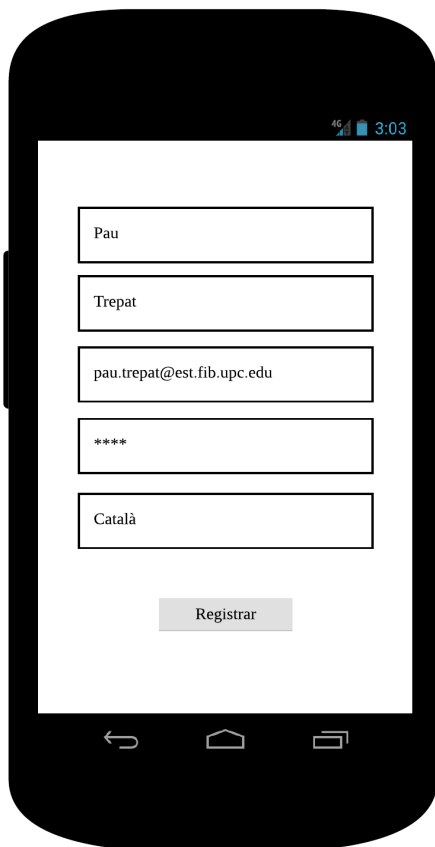 4G 3:03
Pau
Trepat
pau.trepat@est.fib.upc.edu
****
Català
Registrar